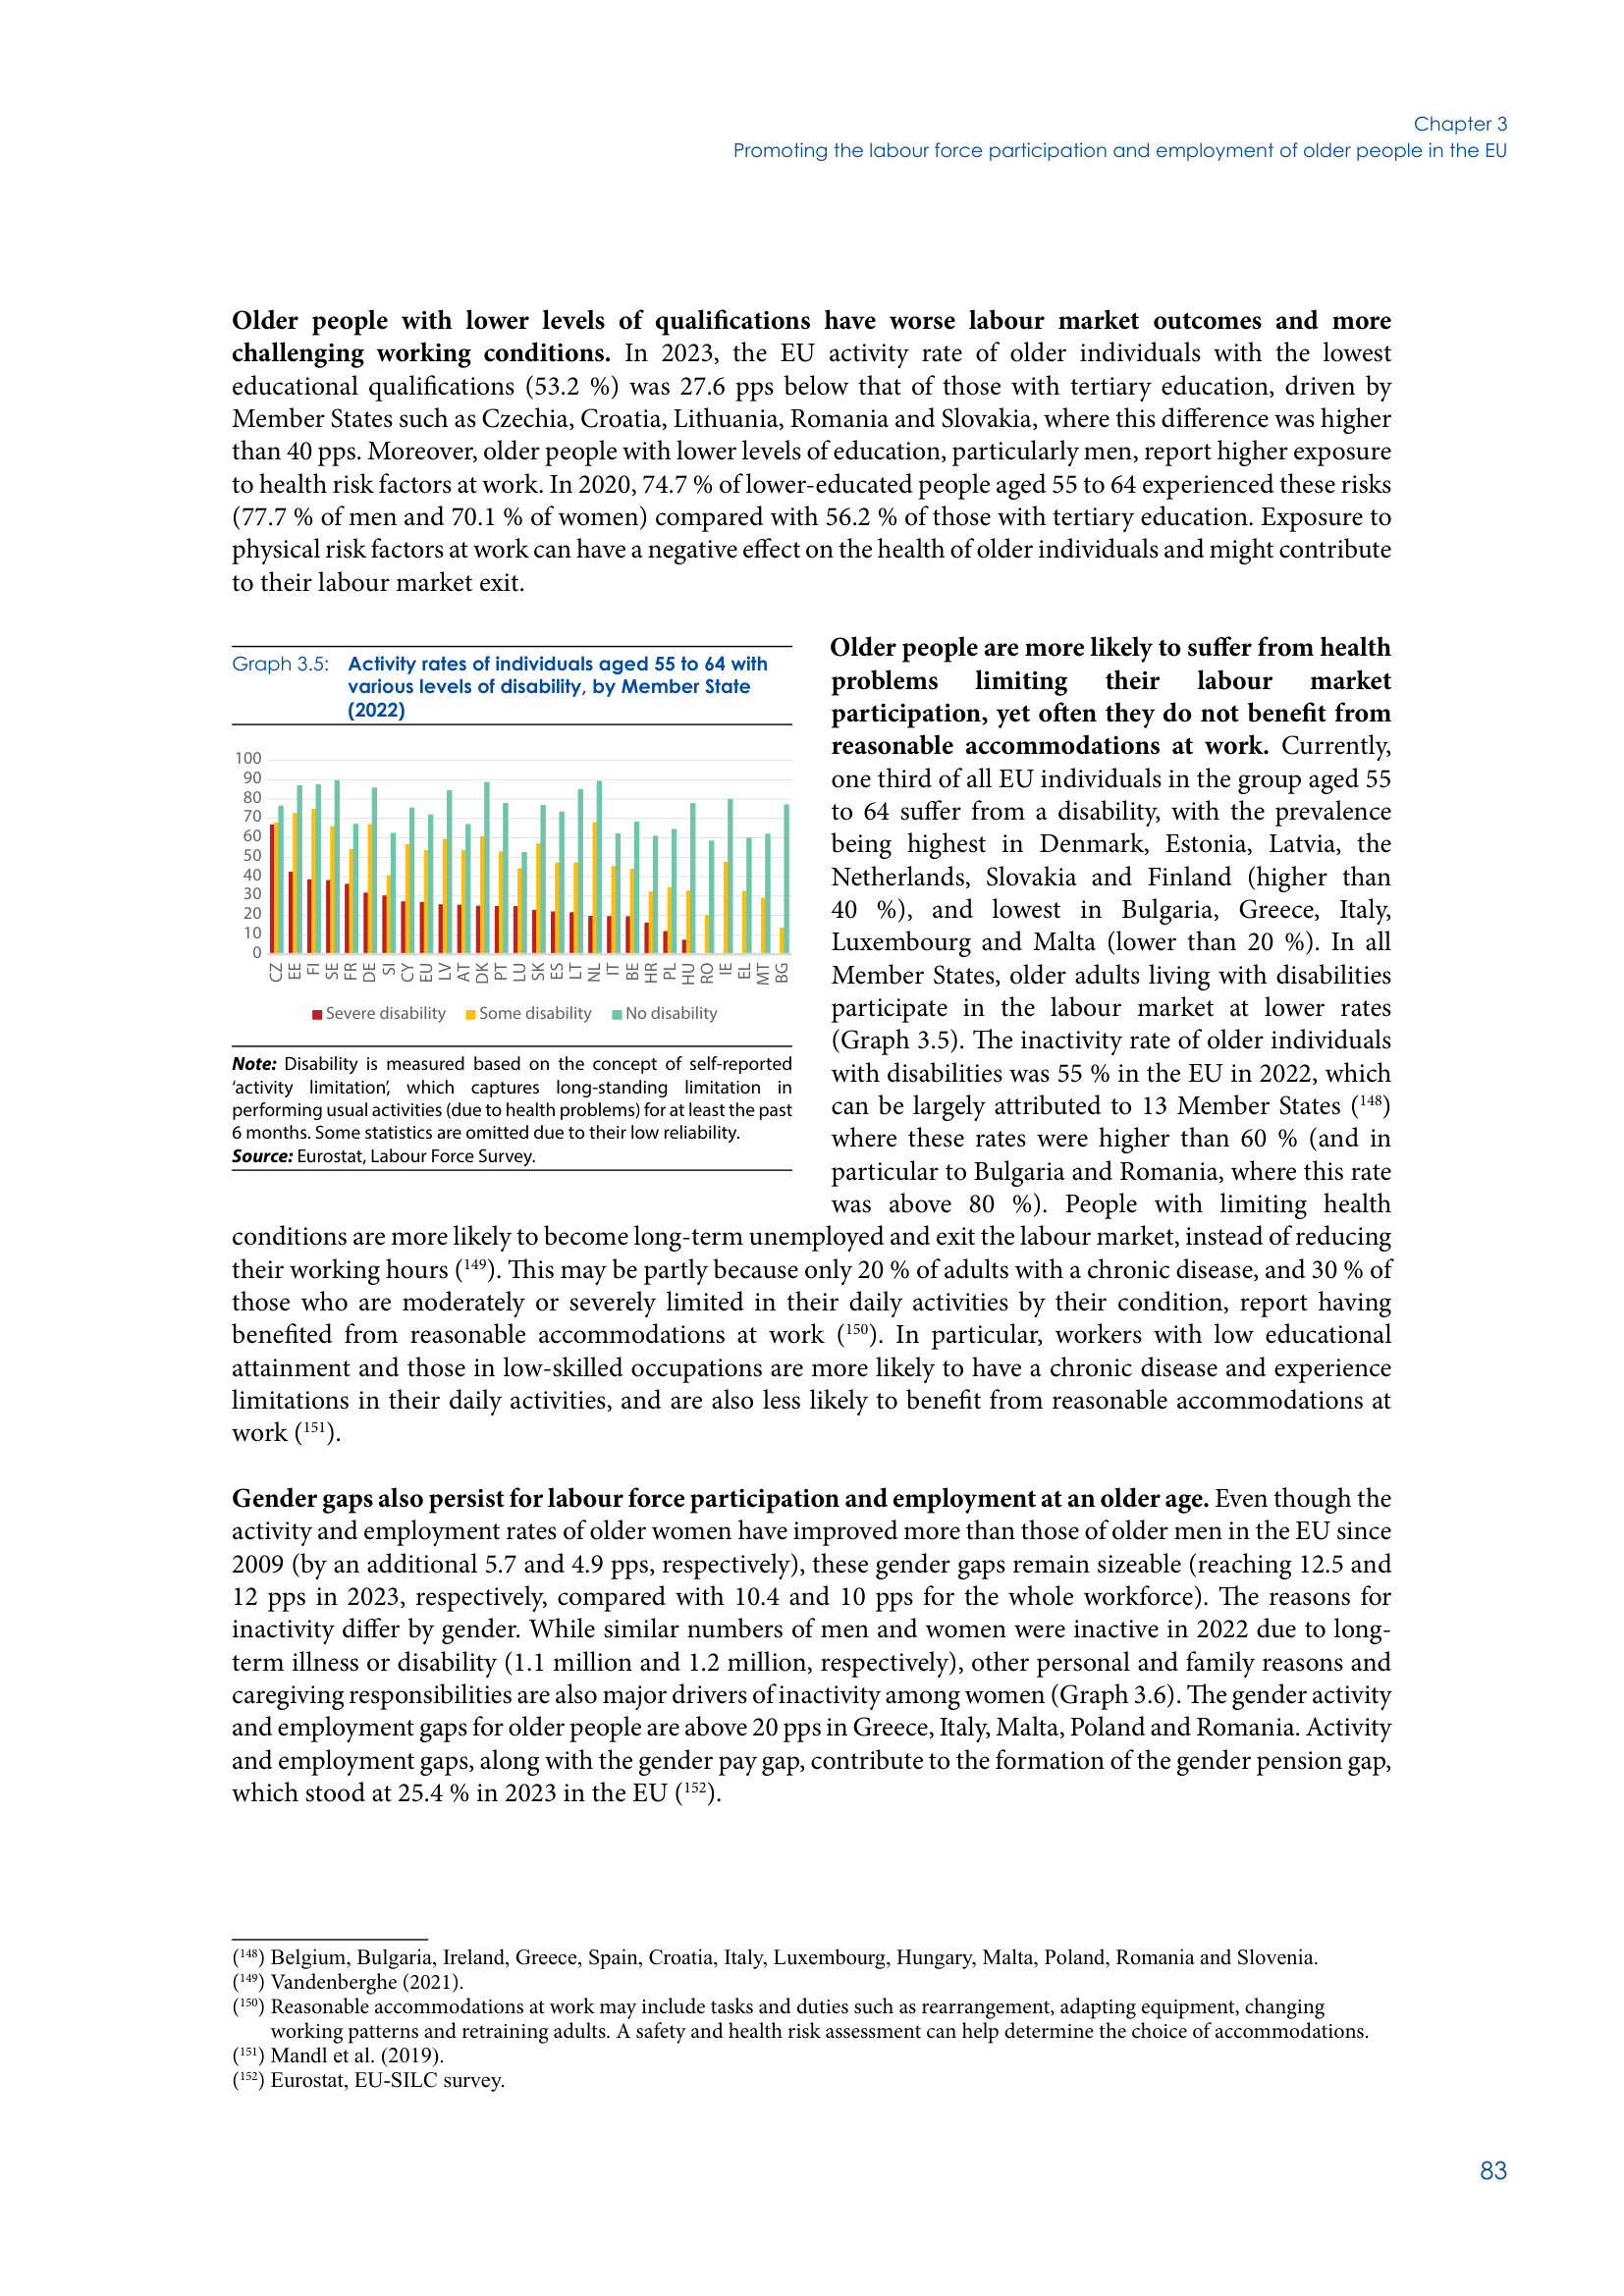 Chapter 3
Promoting the labour force participation and employment of older people in the EU
Older people with lower levels of qualifications have worse labour market outcomes and more
challenging working conditions. In 2023, the EU activity rate of older individuals with the lowest
educational qualifications (53.2 %) was 27.6 pps below that of those with tertiary education, driven by
Member States such as Czechia, Croatia, Lithuania, Romania and Slovakia, where this difference was higher
than 40 pps. Moreover, older people with lower levels of education, particularly men, report higher exposure
to health risk factors at work. In 2020, 74.7 % of lower-educated people aged 55 to 64 experienced these risks
(77.7 % of men and 70.1 % of women) compared with 56.2 % of those with tertiary education. Exposure to
physical risk factors at work can have a negative effect on the health of older individuals and might contribute
to their labour market exit.
Graph 3.5: Activity rates of individuals aged 55 to 64 with
various levels of disability, by Member State
(2022)
100
90
80
70
60
50
40
30
20
10
0
CZ EE FI SE FR DE SI CY EU LV AT DK PT LU SK ES LT NL IT BE HR PL HU RO IE EL MT BG
Severe disability Some disability No disability
Note: Disability is measured based on the concept of self-reported
‘activity limitation’, which captures long-standing limitation in
performing usual activities (due to health problems) for at least the past
6 months. Some statistics are omitted due to their low reliability.
Source: Eurostat, Labour Force Survey.
Older people are more likely to suffer from health
problems limiting their labour market
participation, yet often they do not benefit from
reasonable accommodations at work. Currently,
one third of all EU individuals in the group aged 55
to 64 suffer from a disability, with the prevalence
being highest in Denmark, Estonia, Latvia, the
Netherlands, Slovakia and Finland (higher than
40 %), and lowest in Bulgaria, Greece, Italy,
Luxembourg and Malta (lower than 20 %). In all
Member States, older adults living with disabilities
participate in the labour market at lower rates
(Graph 3.5). The inactivity rate of older individuals
with disabilities was 55 % in the EU in 2022, which
can be largely attributed to 13 Member States (148)
where these rates were higher than 60 % (and in
particular to Bulgaria and Romania, where this rate
was above 80 %). People with limiting health
conditions are more likely to become long-term unemployed and exit the labour market, instead of reducing
their working hours (149). This may be partly because only 20 % of adults with a chronic disease, and 30 % of
those who are moderately or severely limited in their daily activities by their condition, report having
benefited from reasonable accommodations at work (150). In particular, workers with low educational
attainment and those in low-skilled occupations are more likely to have a chronic disease and experience
limitations in their daily activities, and are also less likely to benefit from reasonable accommodations at
work (151).
Gender gaps also persist for labour force participation and employment at an older age. Even though the
activity and employment rates of older women have improved more than those of older men in the EU since
2009 (by an additional 5.7 and 4.9 pps, respectively), these gender gaps remain sizeable (reaching 12.5 and
12 pps in 2023, respectively, compared with 10.4 and 10 pps for the whole workforce). The reasons for
inactivity differ by gender. While similar numbers of men and women were inactive in 2022 due to long-
term illness or disability (1.1 million and 1.2 million, respectively), other personal and family reasons and
caregiving responsibilities are also major drivers of inactivity among women (Graph 3.6). The gender activity
and employment gaps for older people are above 20 pps in Greece, Italy, Malta, Poland and Romania. Activity
and employment gaps, along with the gender pay gap, contribute to the formation of the gender pension gap,
which stood at 25.4 % in 2023 in the EU (152).
(148) Belgium, Bulgaria, Ireland, Greece, Spain, Croatia, Italy, Luxembourg, Hungary, Malta, Poland, Romania and Slovenia.
(149) Vandenberghe (2021).
(150) Reasonable accommodations at work may include tasks and duties such as rearrangement, adapting equipment, changing
working patterns and retraining adults. A safety and health risk assessment can help determine the choice of accommodations.
(151) Mandl et al. (2019).
(152) Eurostat, EU-SILC survey.
83